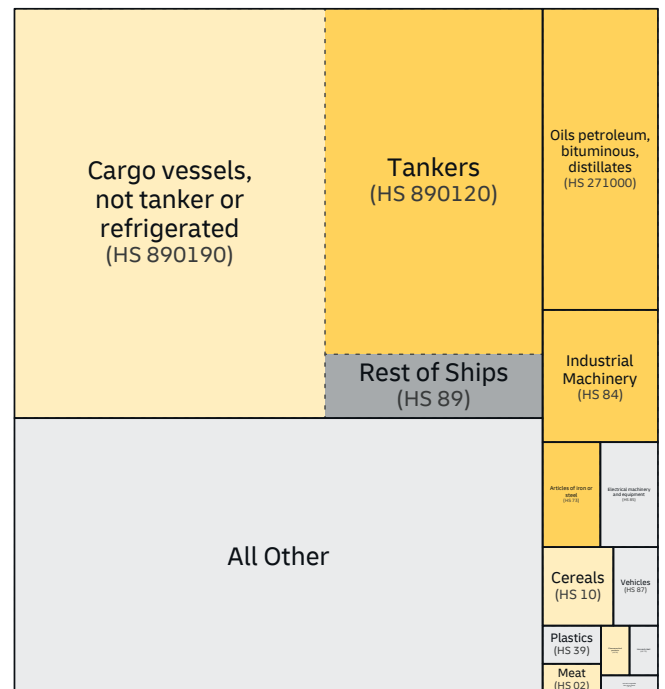 Cargo vessels,
not tanker or
refrigerated
(HS 890190)
Tankers
(HS 890120)
Rest of Ships
(HS 89)
All Other
Oils petroleum,
bituminous,
distillates
(HS 271000)
Industrial
Machinery
(HS 84)
Articles of iron or
steel
(HS 73)
Electrical machinery
and equipment
(HS 85)
Cereals
(HS 10)
Vehicles
(HS 87)
Plastics
(HS 39)
Meat
(HS 02)